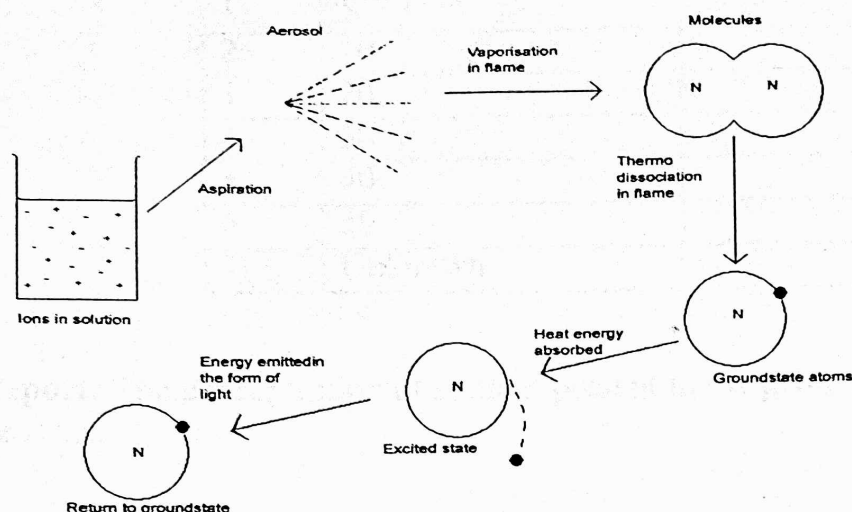 Aerosol
Molecules
Vaporisation
in flame
N N
Thermo
dissociation
in flame
Aspiration
Ions in solution
N
Groundstate atoms
Heat energy
absorbed
N
Excited state
Energy emittedin
the form of
light
N
Return to groundstate